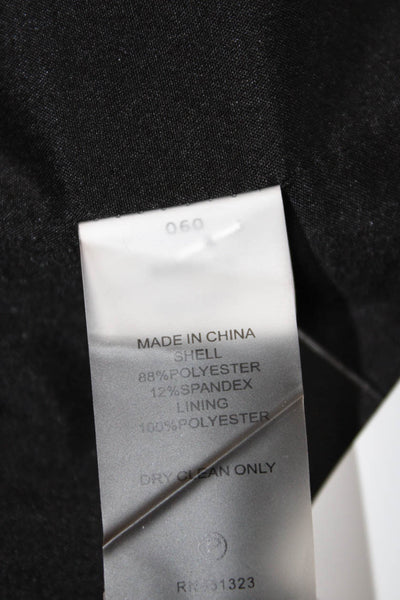 060
MADE IN CHINA
SHELL
88%POLYESTER
12%SPANDEX
LINING
100%POLYESTER
DRY CLEAN ONLY
P